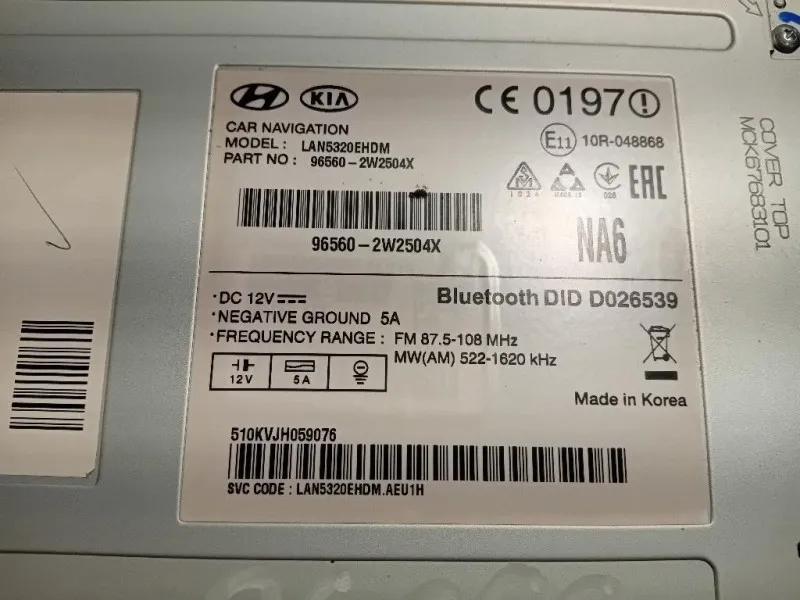 KIA
CE 0197
CAR NAVIGATION
MODEL : LAN5320EHDM
PART NO : 96560-2W2504X
E11 10R-048868
1024
026
EAC
96560-2W2504X
NA6
·DC 12V
Bluetooth DID D026539
·NEGATIVE GROUND 5A
·FREQUENCY RANGE : FM 87.5-108 MHz
MW(AM) 522-1620 kHz
12V 5A
Made in Korea
510KVJH059076
SVC CODE : LAN5320EHDM.AEU1H
COVER TOP
MCK67683101